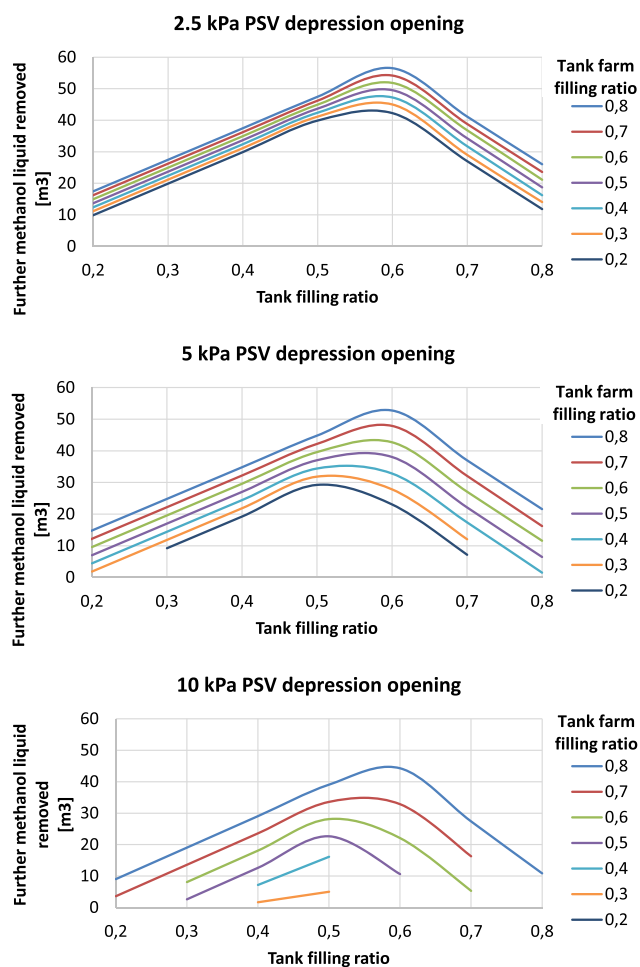 2.5 kPa PSV depression opening
Further methanol liquid removed
[m3]
60
50
40
30
20
10
0
0,2 0,3 0,4 0,5 0,6 0,7 0,8
Tank filling ratio
Tank farm
filling ratio
0,8
0,7
0,6
0,5
0,4
0,3
0,2
5 kPa PSV depression opening
Further methanol liquid removed
[m3]
60
50
40
30
20
10
0
0,2 0,3 0,4 0,5 0,6 0,7 0,8
Tank filling ratio
Tank farm
filling ratio
0,8
0,7
0,6
0,5
0,4
0,3
0,2
10 kPa PSV depression opening
Further methanol liquid
removed
[m3]
60
50
40
30
20
10
0
0,2 0,3 0,4 0,5 0,6 0,7 0,8
Tank filling ratio
Tank farm
filling ratio
0,8
0,7
0,6
0,5
0,4
0,3
0,2